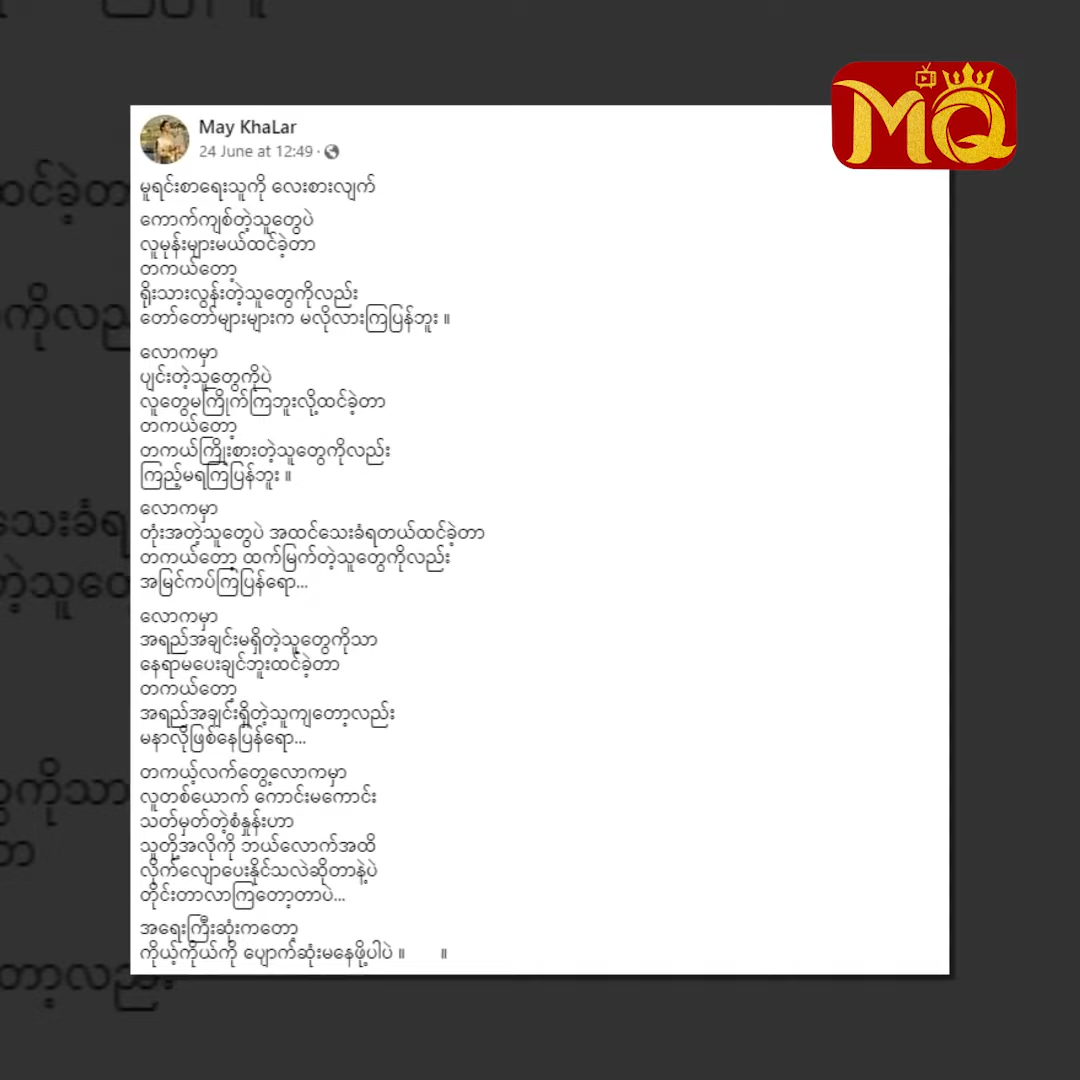 MQ
May KhaLar
24 June at 12:49 ·
မူရင်းစာရေးသူကို လေးစားလျက်
ကောက်ကျစ်တဲ့သူတွေပဲ
လူမုန်းများမယ်ထင်ခဲ့တာ
တကယ်တော့
ရိုးသားလွန်းတဲ့သူတွေကိုလည်း
တော်တော်များများက မလိုလားကြပြန်ဘူး ။
လောကမှာ
ပျင်းတဲ့သူတွေကိုပဲ
လူတွေမကြိုက်ကြဘူးလို့ထင်ခဲ့တာ
တကယ်တော့
တကယ်ကြိုးစားတဲ့သူတွေကိုလည်း
ကြည့်မရကြပြန်ဘူး ။
လောကမှာ
တုံးအတဲ့သူတွေပဲ အထင်သေးခံရတယ်ထင်ခဲ့တာ
တကယ်တော့ ထက်မြက်တဲ့သူတွေကိုလည်း
အမြင်ကပ်ကြပြန်ရော...
လောကမှာ
အရည်အချင်းမရှိတဲ့သူတွေကိုသာ
နေရာမပေးချင်ဘူးထင်ခဲ့တာ
တကယ်တော့
အရည်အချင်းရှိတဲ့သူကျတော့လည်း
မနာလိုဖြစ်နေပြန်ရော...
တကယ့်လက်တွေ့လောကမှာ
လူတစ်ယောက် ကောင်းမကောင်း
သတ်မှတ်တဲ့စံနှုန်းဟာ
သူတို့အလိုကို ဘယ်လောက်အထိ
လိုက်လျောပေးနိုင်သလဲဆိုတာနဲ့ပဲ
တိုင်းတာလာကြတော့တာပဲ...
အရေးကြီးဆုံးကတော့
ကိုယ့်ကိုယ်ကို ပျောက်ဆုံးမနေဖို့ပါပဲ ။ ။